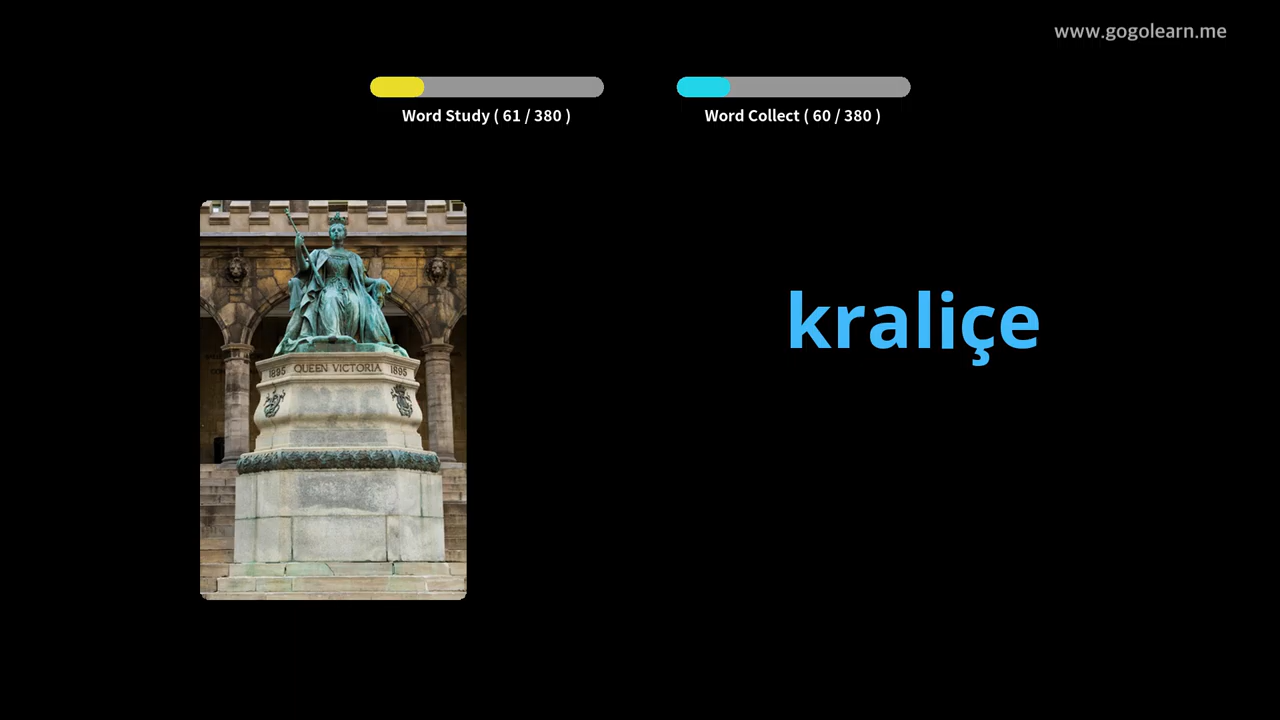 www.gogolearn.me
Word Study ( 61 / 380 )
Word Collect ( 60 / 380 )
1895 QUEEN VICTORIA 1895
kraliçe